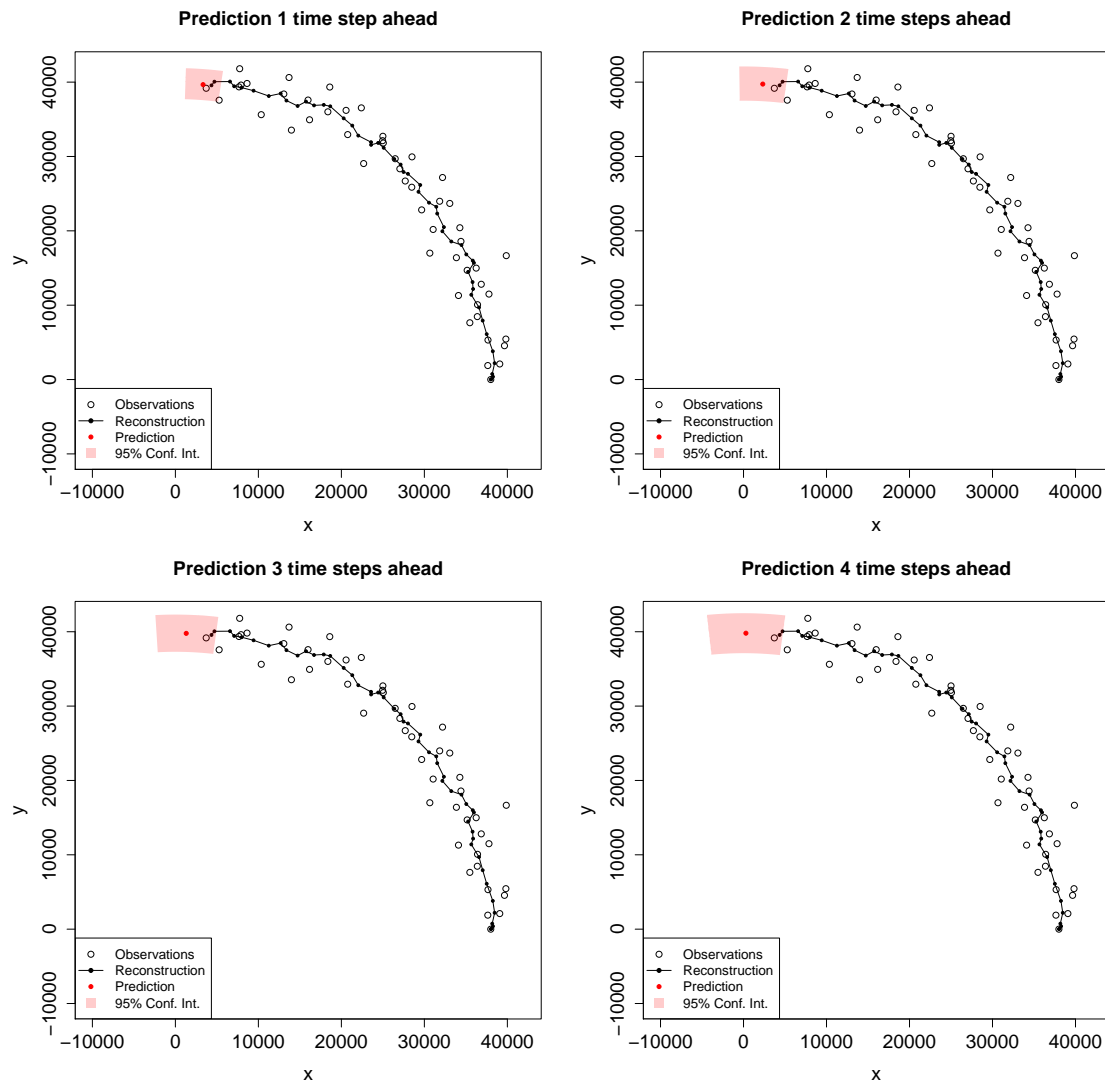 Prediction 1 time step ahead
40000
30000
20000
10000
0
−10000
y
Observations
Reconstruction
Prediction
95% Conf. Int.
−10000 0 10000 20000 30000 40000
x
Prediction 2 time steps ahead
40000
30000
20000
10000
0
−10000
y
Observations
Reconstruction
Prediction
95% Conf. Int.
−10000 0 10000 20000 30000 40000
x
Prediction 3 time steps ahead
40000
30000
20000
10000
0
−10000
y
Observations
Reconstruction
Prediction
95% Conf. Int.
−10000 0 10000 20000 30000 40000
x
Prediction 4 time steps ahead
40000
30000
20000
10000
0
−10000
y
Observations
Reconstruction
Prediction
95% Conf. Int.
−10000 0 10000 20000 30000 40000
x